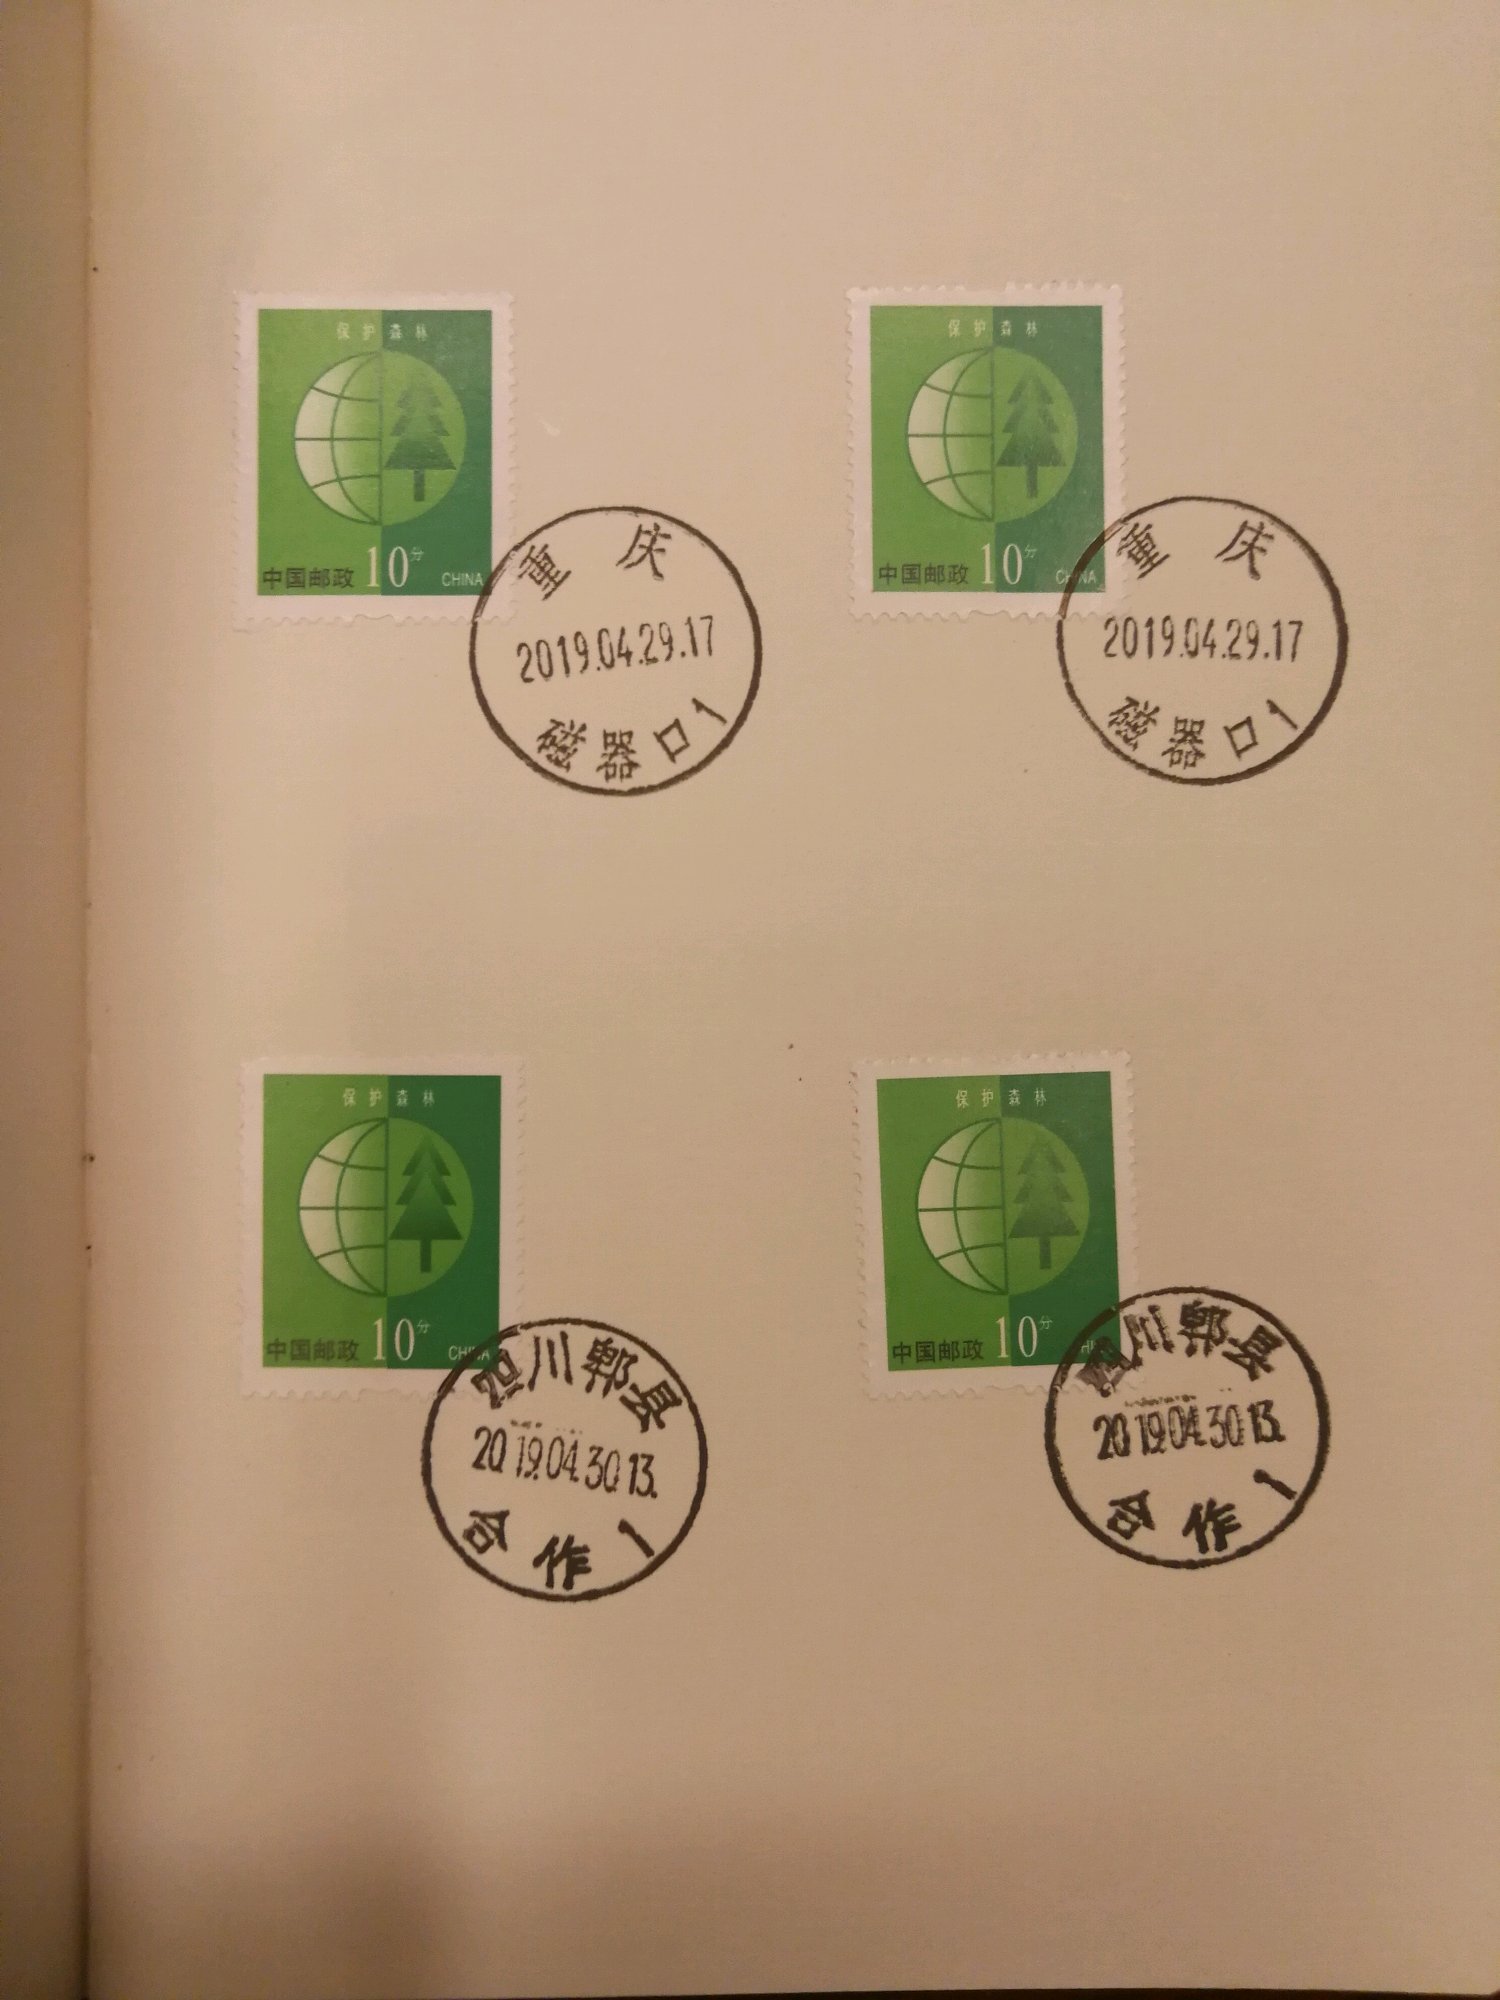 保护森林
中国邮政 10分 CHINA
重庆
2019.04.29.17
磁器口1
保护森林
中国邮政 10分 CHINA
重庆
2019.04.29.17
磁器口1
保护森林
中国邮政 10分 CHINA
四川郫县
2019.04.30 13.
合作1
保护森林
中国邮政 10分 CHINA
四川郫县
2019.04.30 13.
合作1